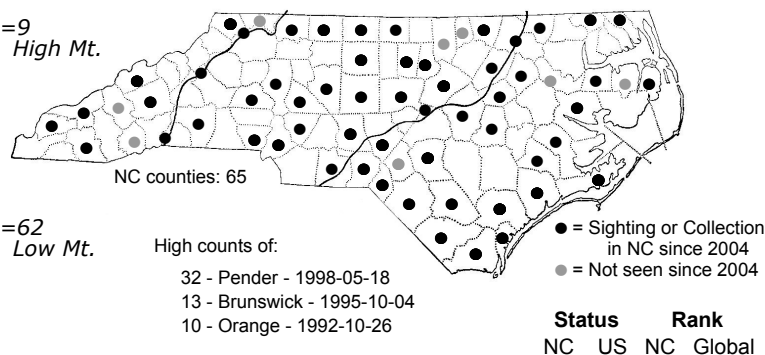 =9
High Mt.
NC counties: 65
=62
Low Mt.
High counts of:
32 - Pender - 1998-05-18
13 - Brunswick - 1995-10-04
10 - Orange - 1992-10-26
● = Sighting or Collection
in NC since 2004
● = Not seen since 2004
Status Rank
NC US NC Global